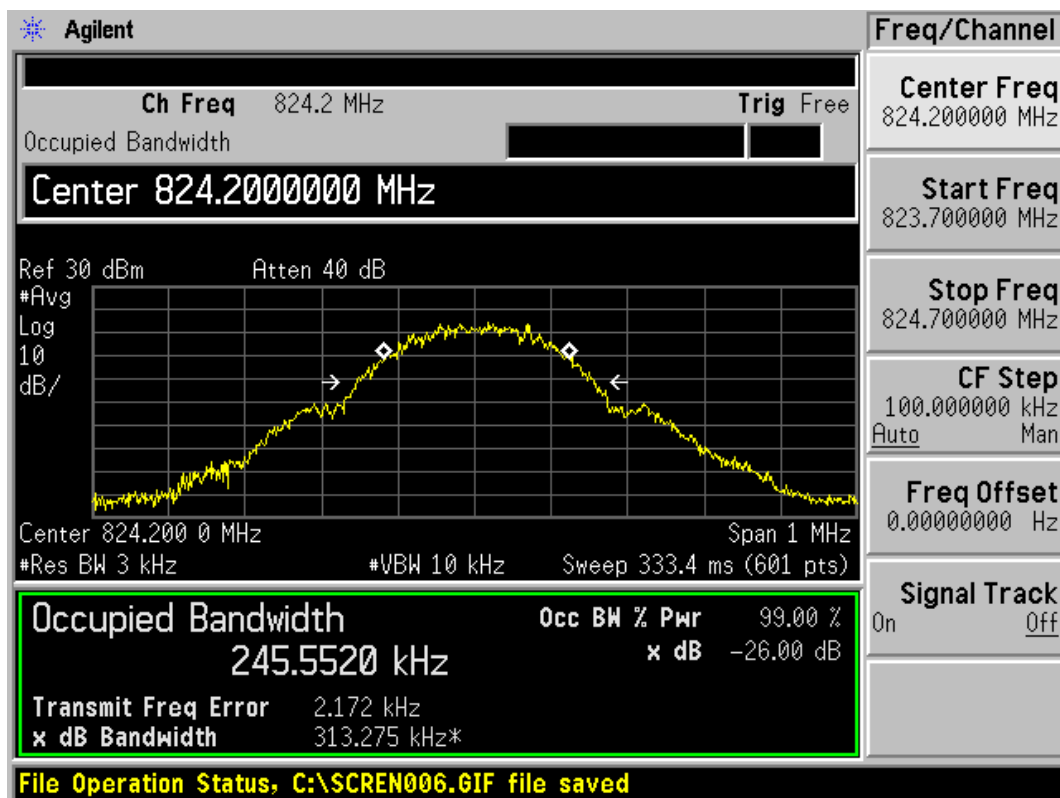 Agilent
Freq/Channel
Ch Freq 824.2 MHz Trig Free
Occupied Bandwidth
Center 824.2000000 MHz
Ref 30 dBm Atten 40 dB
#Avg
Log
10
dB/
Center 824.200 0 MHz Span 1 MHz
#Res BW 3 kHz #VBW 10 kHz Sweep 333.4 ms (601 pts)
Occupied Bandwidth Occ BW % Pwr 99.00 %
245.5520 kHz x dB -26.00 dB
Transmit Freq Error 2.172 kHz
x dB Bandwidth 313.275 kHz*
File Operation Status, C:\SCREN006.GIF file saved
Center Freq
824.200000 MHz
Start Freq
823.700000 MHz
Stop Freq
824.700000 MHz
CF Step
100.000000 kHz
Auto Man
Freq Offset
0.00000000 Hz
Signal Track
On Off